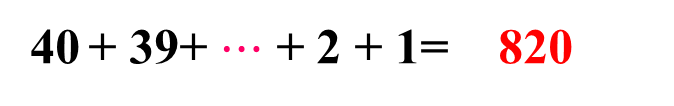 40 + 39+ ⋯ + 2 + 1= 820